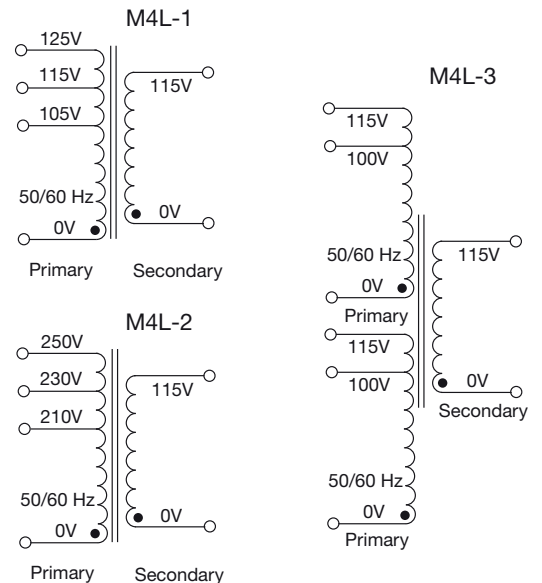 M4L-1
125V
115V
105V
50/60 Hz
0V
Primary
115V
0V
Secondary
M4L-2
250V
230V
210V
50/60 Hz
0V
Primary
115V
0V
Secondary
M4L-3
115V
100V
50/60 Hz
0V
Primary
115V
100V
50/60 Hz
0V
Primary
115V
0V
Secondary